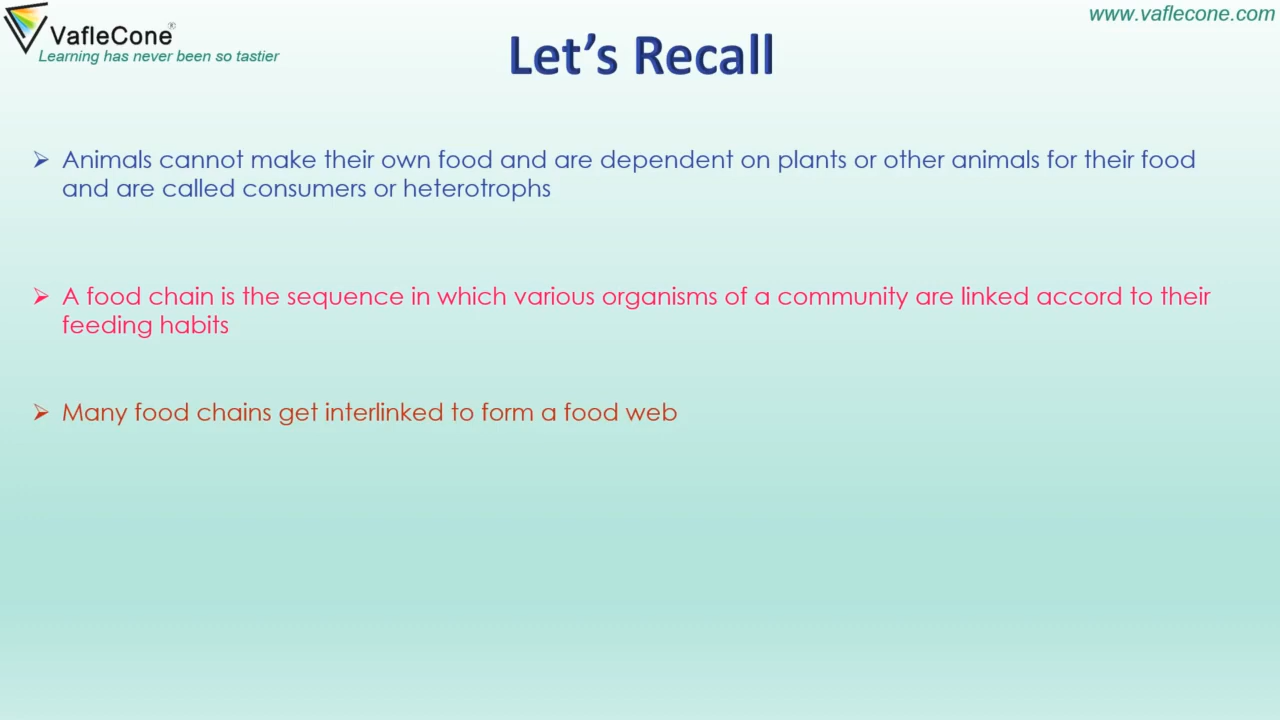 VafleCone®
Learning has never been so tastier
www.vaflecone.com
Let's Recall
➢ Animals cannot make their own food and are dependent on plants or other animals for their food
and are called consumers or heterotrophs
➢ A food chain is the sequence in which various organisms of a community are linked accord to their
feeding habits
➢ Many food chains get interlinked to form a food web